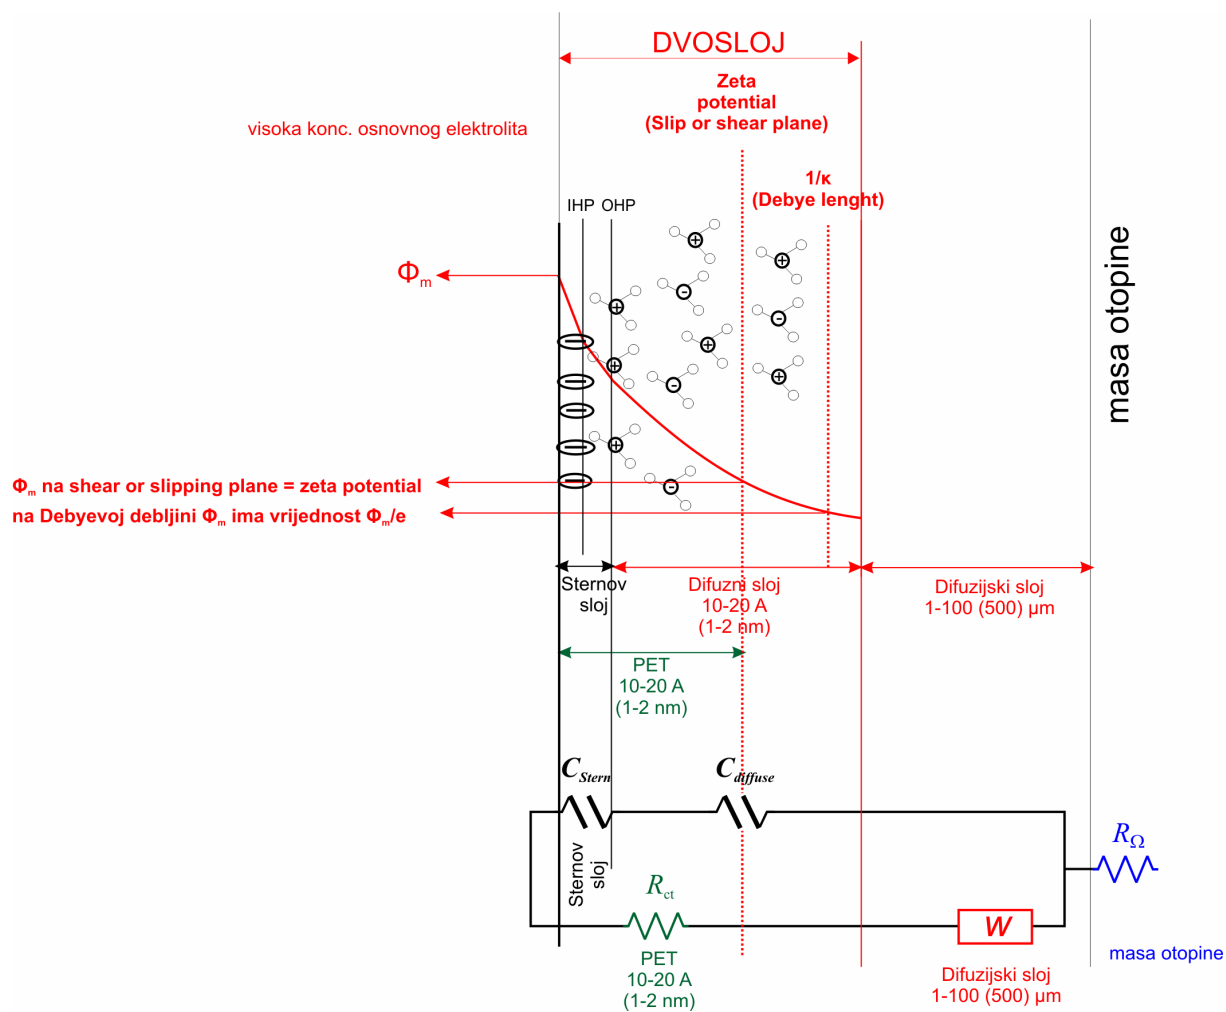 DVOSLOJ
Zeta
potential
(Slip or shear plane)
visoka konc. osnovnog elektrolita
1/κ
(Debye lenght)
IHP OHP
Φm
masa otopine
Φm na shear or slipping plane = zeta potential
na Debyevoj debljini Φm ima vrijednost Φm/e
Sternov
sloj
Difuzni sloj
10-20 A
(1-2 nm)
Difuzijski sloj
1-100 (500) µm
PET
10-20 A
(1-2 nm)
CStern
Cdiffuse
RΩ
Sternov
sloj
Rct
W
PET
10-20 A
(1-2 nm)
masa otopine
Difuzijski sloj
1-100 (500) µm